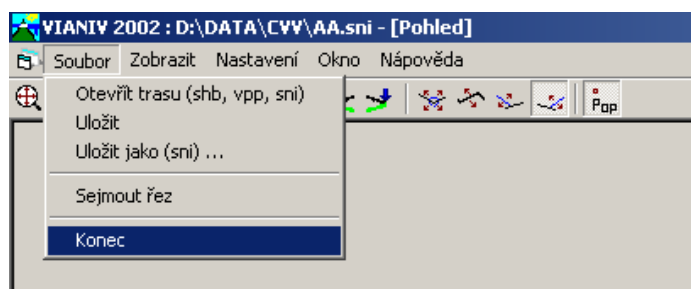 VIANIV 2002 : D:\DATA\CVV\AA.sni - [Pohled]
Soubor Zobrazit Nastavení Okno Nápověda
Otevřít trasu (shb, vpp, sni)
Uložit
Uložit jako (sni) ...
Sejmout řez
Konec
Pop